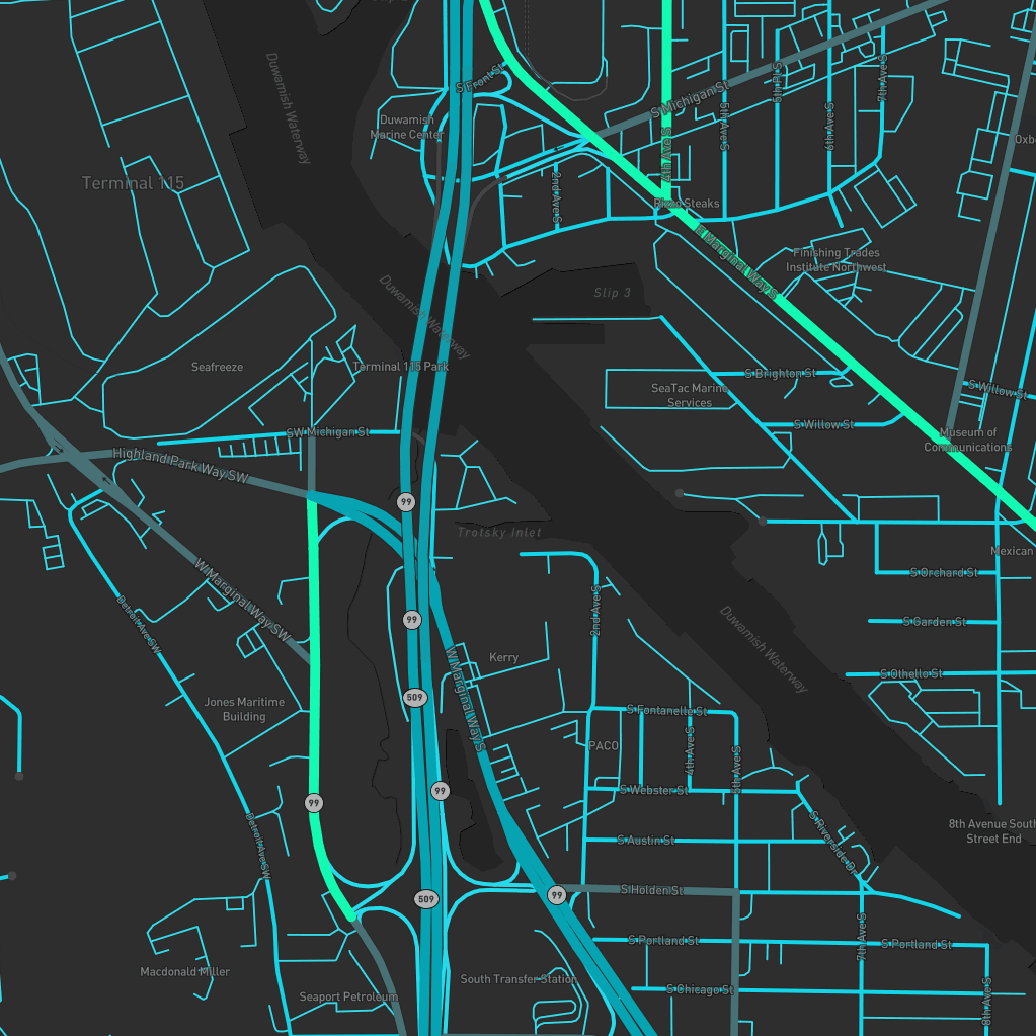 Duwamish Waterway
S Front St
S Michigan St
5th Pl S
7th Ave S
5th Ave S
6th Ave S
Duwamish
Marine Center
4th Ave S
Terminal 115
2nd Ave S
Rizzo Steaks
E Marginal Way S
Finishing Trades
Institute Northwest
Slip 3
Duwamish Waterway
Seafreeze
Terminal 115 Park
S Brighton St
SeaTac Marine
Services
S Willow St
S Willow St
SW Michigan St
Museum of
Communications
Highland Park Way SW
99
Trotsky Inlet
Mexican
S Orchard St
W Marginal Way SW
Detroit Ave SW
2nd Ave S
99
S Garden St
Duwamish Waterway
Kerry
S Othello St
W Marginal Way S
509
Jones Maritime
Building
S Fontanelle St
PACO
4th Ave S
5th Ave S
99
S Webster St
99
S Riverside Dr
8th Avenue South
Street End
Detroit Ave SW
S Austin St
S Holden St
99
509
7th Ave S
S Portland St
S Portland St
Macdonald Miller
South Transfer Station
S Chicago St
Seaport Petroleum
8th Ave S